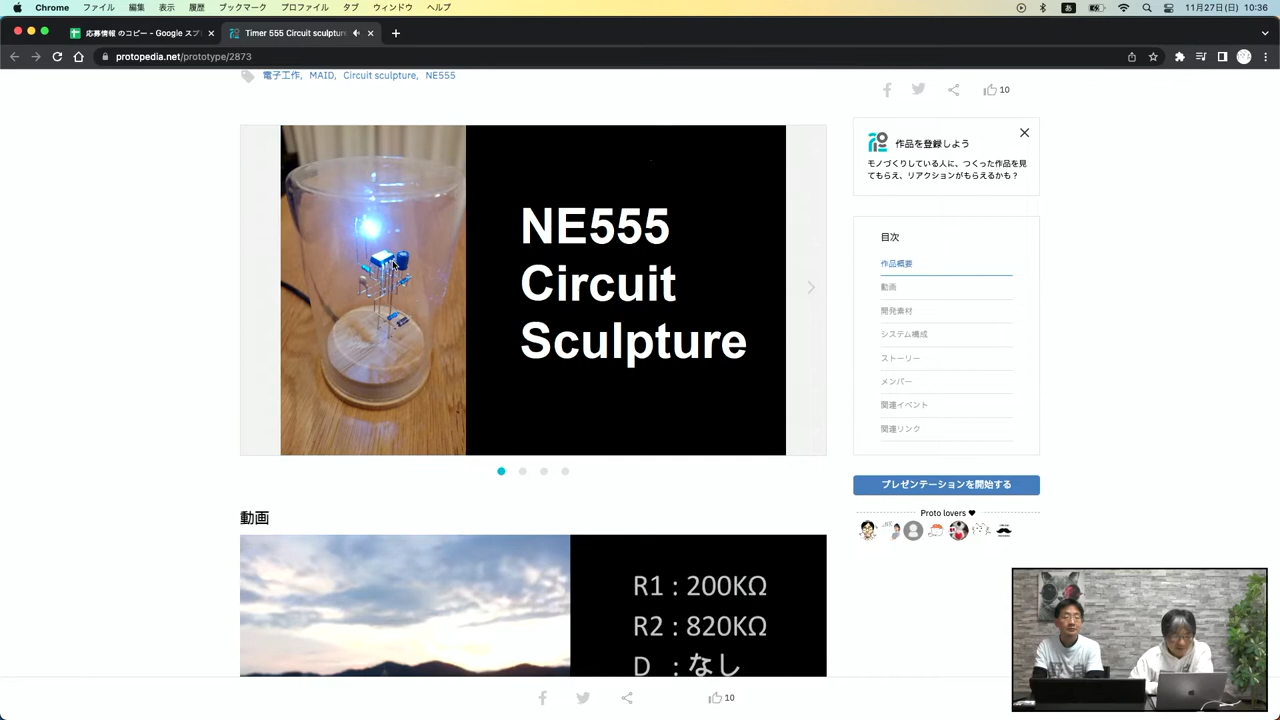 Chrome ファイル 編集 表示 履歴 ブックマーク プロファイル タブ ウィンドウ ヘルプ あ 11月27日(日) 10:36
応募情報 のコピー - Google スプ Timer 555 Circuit sculpture
protopedia.net/prototype/2873
電子工作, MAID, Circuit sculpture, NE555
10
作品を登録しよう
モノづくりしている人に、つくった作品を見
てもらえ、リアクションがもらえるかも？
NE555
Circuit
Sculpture
目次
作品概要
動画
開発素材
システム構成
ストーリー
メンバー
関連イベント
関連リンク
プレゼンテーションを開始する
Proto lovers
動画
R1 : 200KΩ
R2 : 820KΩ
D : なし
10